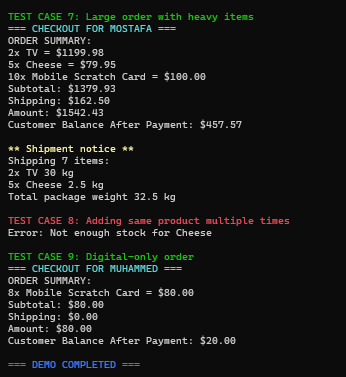 TEST CASE 7: Large order with heavy items
=== CHECKOUT FOR MOSTAFA ===
ORDER SUMMARY:
2x TV = $1199.98
5x Cheese = $79.95
10x Mobile Scratch Card = $100.00
Subtotal: $1379.93
Shipping: $162.50
Amount: $1542.43
Customer Balance After Payment: $457.57
** Shipment notice **
Shipping 7 items:
2x TV 30 kg
5x Cheese 2.5 kg
Total package weight 32.5 kg
TEST CASE 8: Adding same product multiple times
Error: Not enough stock for Cheese
TEST CASE 9: Digital-only order
=== CHECKOUT FOR MUHAMMED ===
ORDER SUMMARY:
8x Mobile Scratch Card = $80.00
Subtotal: $80.00
Shipping: $0.00
Amount: $80.00
Customer Balance After Payment: $20.00
=== DEMO COMPLETED ===